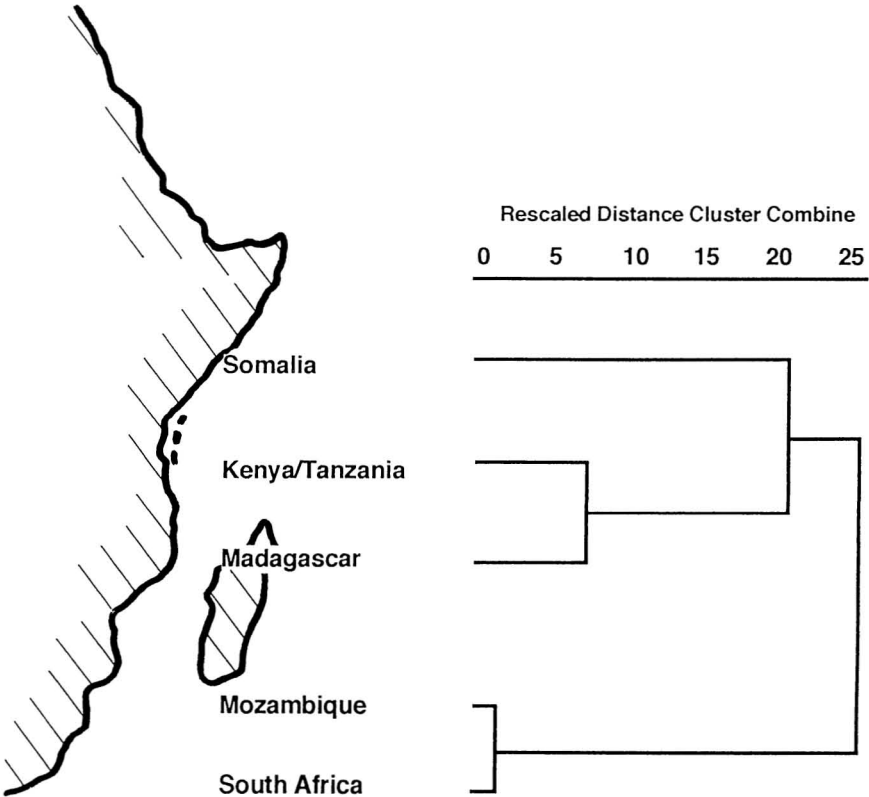 Rescaled Distance Cluster Combine
0 5 10 15 20 25
Somalia
Kenya/Tanzania
Madagascar
Mozambique
South Africa